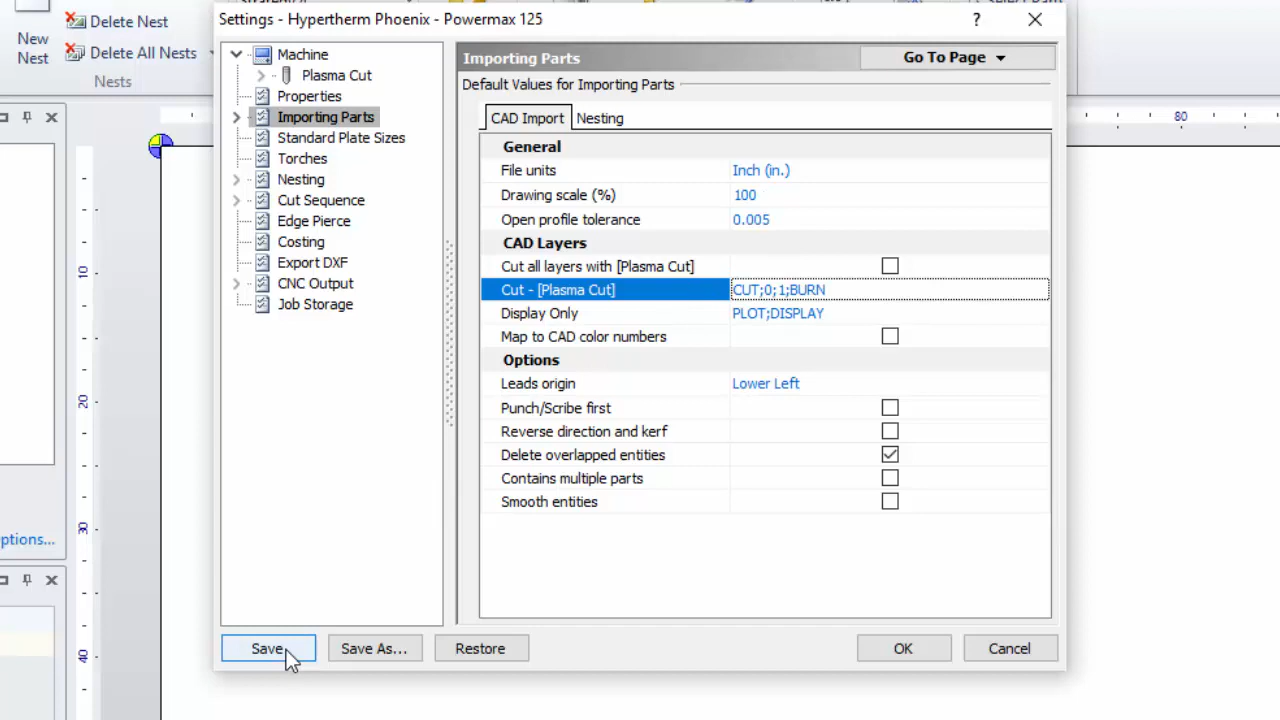 Delete Nest
New
Nest
Delete All Nests
Nests
Settings - Hypertherm Phoenix - Powermax 125
?
Machine
Plasma Cut
Properties
Importing Parts
Standard Plate Sizes
Torches
Nesting
Cut Sequence
Edge Pierce
Costing
Export DXF
CNC Output
Job Storage
Importing Parts
Go To Page
Default Values for Importing Parts
CAD Import Nesting
General
File units Inch (in.)
Drawing scale (%) 100
Open profile tolerance 0.005
CAD Layers
Cut all layers with [Plasma Cut]
Cut - [Plasma Cut] CUT;0;1;BURN
Display Only PLOT;DISPLAY
Map to CAD color numbers
Options
Leads origin Lower Left
Punch/Scribe first
Reverse direction and kerf
Delete overlapped entities
Contains multiple parts
Smooth entities
Save Save As... Restore OK Cancel
80
10
20
30
40
ptions...